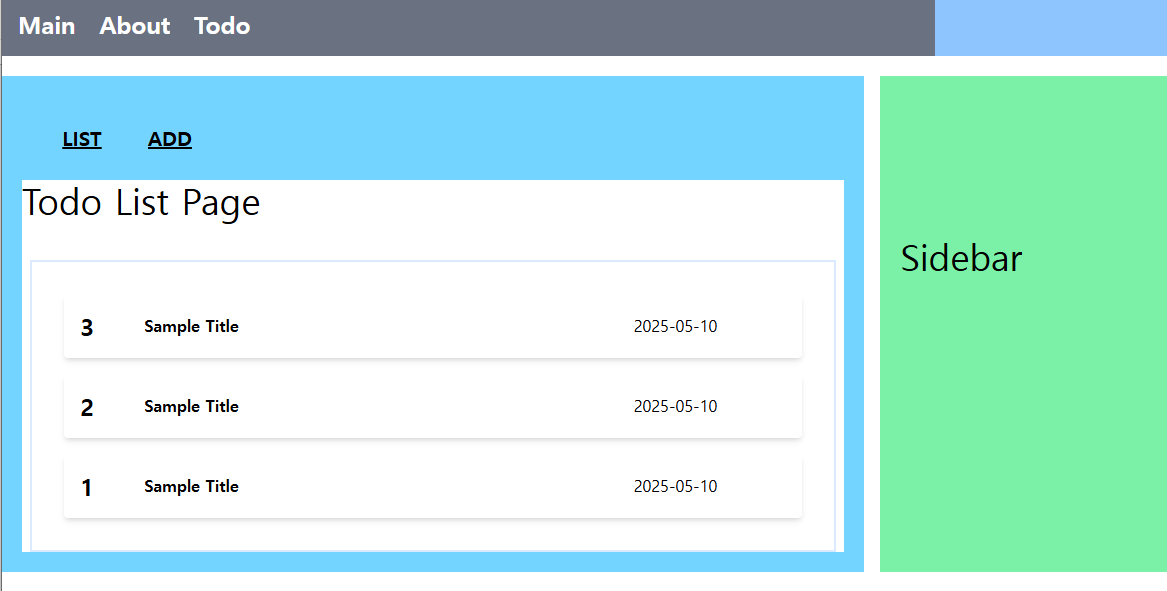 Main About Todo
LIST ADD
Todo List Page
Sidebar
3 Sample Title 2025-05-10
2 Sample Title 2025-05-10
1 Sample Title 2025-05-10